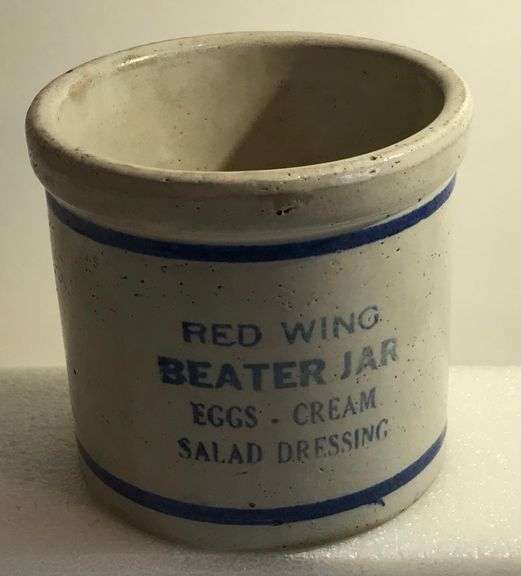 RED WING
BEATER JAR
EGGS - CREAM
SALAD DRESSING